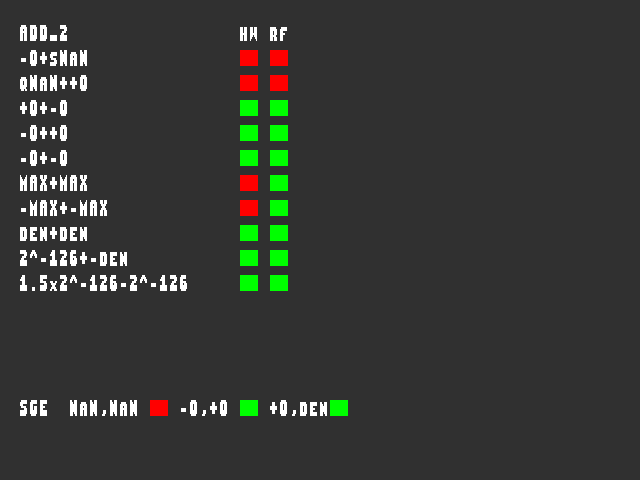 ADD_2 HW RF
-0+sNAN
QNAN++0
+0+-0
-0++0
-0+-0
MAX+MAX
-MAX+-MAX
DEN+DEN
2^-126+-DEN
1.5x2^-126-2^-126
SGE NAN,NAN -0,+0 +0,DEN